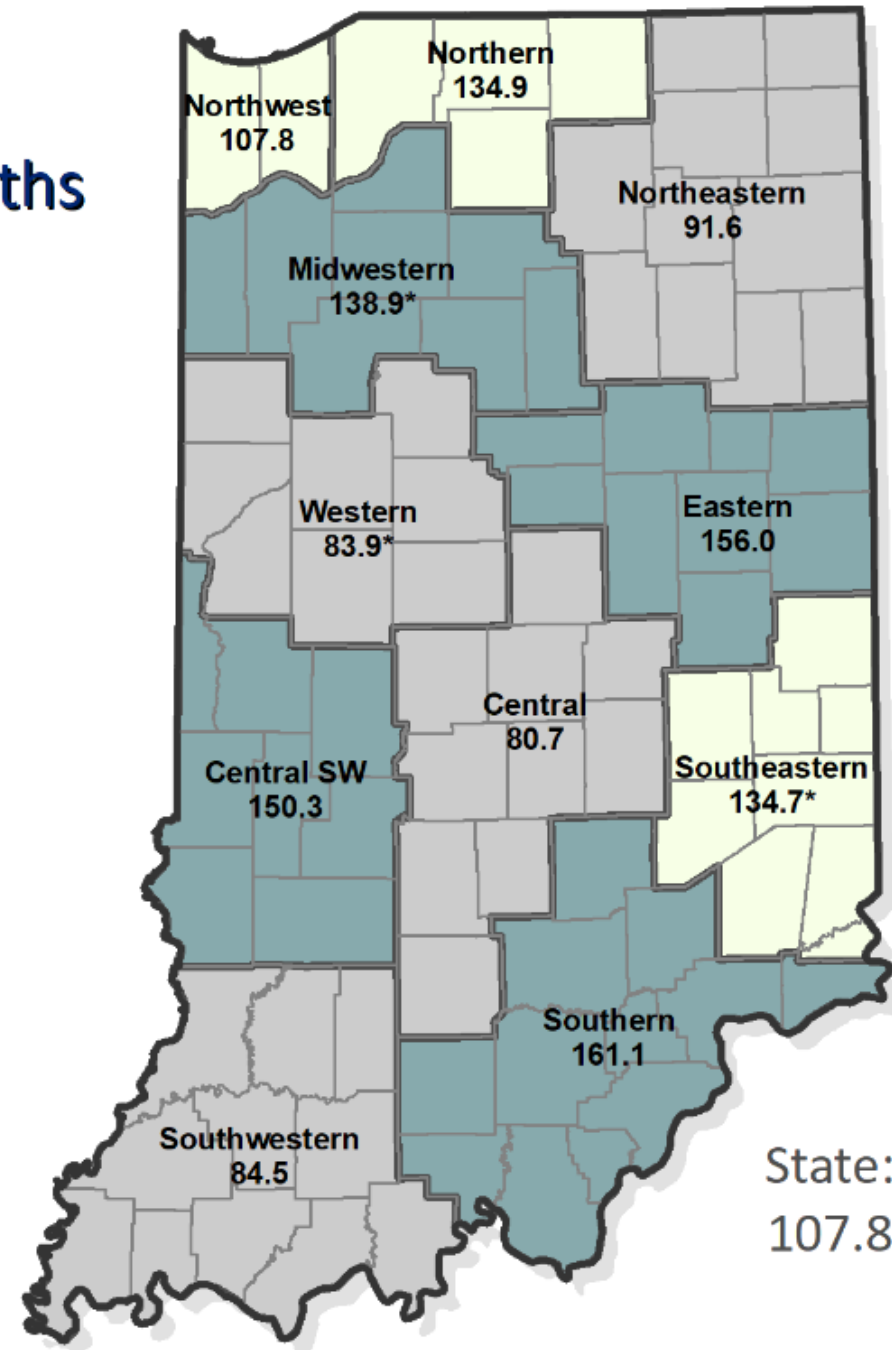 Northern
134.9
Northwest
107.8
ths
Northeastern
91.6
Midwestern
138.9*
Western
83.9*
Eastern
156.0
Central
80.7
Central SW
150.3
Southeastern
134.7*
Southern
161.1
Southwestern
84.5
State:
107.8